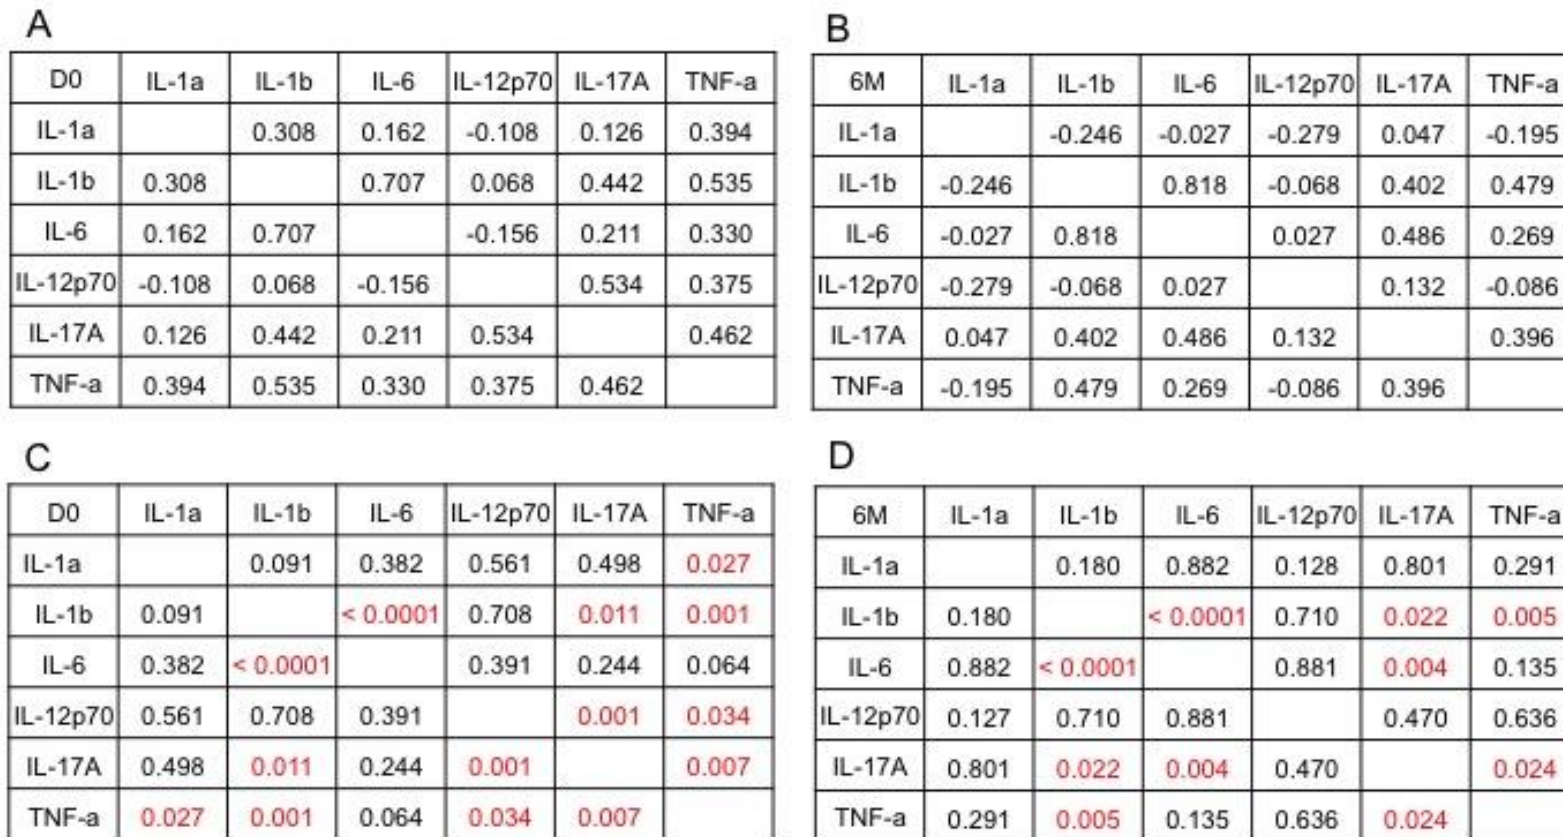 A
D0 IL-1a IL-1b IL-6 IL-12p70 IL-17A TNF-a
IL-1a 0.308 0.162 -0.108 0.126 0.394
IL-1b 0.308 0.707 0.068 0.442 0.535
IL-6 0.162 0.707 -0.156 0.211 0.330
IL-12p70 -0.108 0.068 -0.156 0.534 0.375
IL-17A 0.126 0.442 0.211 0.534 0.462
TNF-a 0.394 0.535 0.330 0.375 0.462
B
6M IL-1a IL-1b IL-6 IL-12p70 IL-17A TNF-a
IL-1a -0.246 -0.027 -0.279 0.047 -0.195
IL-1b -0.246 0.818 -0.068 0.402 0.479
IL-6 -0.027 0.818 0.027 0.486 0.269
IL-12p70 -0.279 -0.068 0.027 0.132 -0.086
IL-17A 0.047 0.402 0.486 0.132 0.396
TNF-a -0.195 0.479 0.269 -0.086 0.396
C
D0 IL-1a IL-1b IL-6 IL-12p70 IL-17A TNF-a
IL-1a 0.091 0.382 0.561 0.498 0.027
IL-1b 0.091 < 0.0001 0.708 0.011 0.001
IL-6 0.382 < 0.0001 0.391 0.244 0.064
IL-12p70 0.561 0.708 0.391 0.001 0.034
IL-17A 0.498 0.011 0.244 0.001 0.007
TNF-a 0.027 0.001 0.064 0.034 0.007
D
6M IL-1a IL-1b IL-6 IL-12p70 IL-17A TNF-a
IL-1a 0.180 0.882 0.128 0.801 0.291
IL-1b 0.180 < 0.0001 0.710 0.022 0.005
IL-6 0.882 < 0.0001 0.881 0.004 0.135
IL-12p70 0.127 0.710 0.881 0.470 0.636
IL-17A 0.801 0.022 0.004 0.470 0.024
TNF-a 0.291 0.005 0.135 0.636 0.024